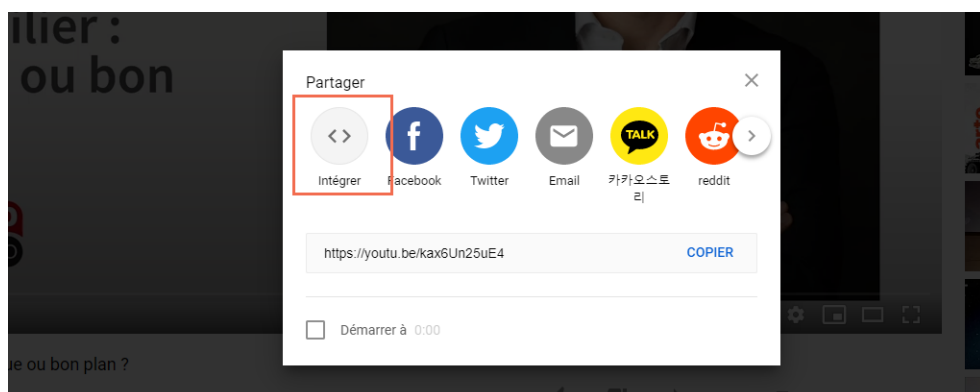 ilier :
ou bon
Partager
TALK
Intégrer
Facebook
Twitter
Email
카카오스토
리
reddit
https://youtu.be/kax6Un25uE4
COPIER
Démarrer à 0:00
ue ou bon plan ?